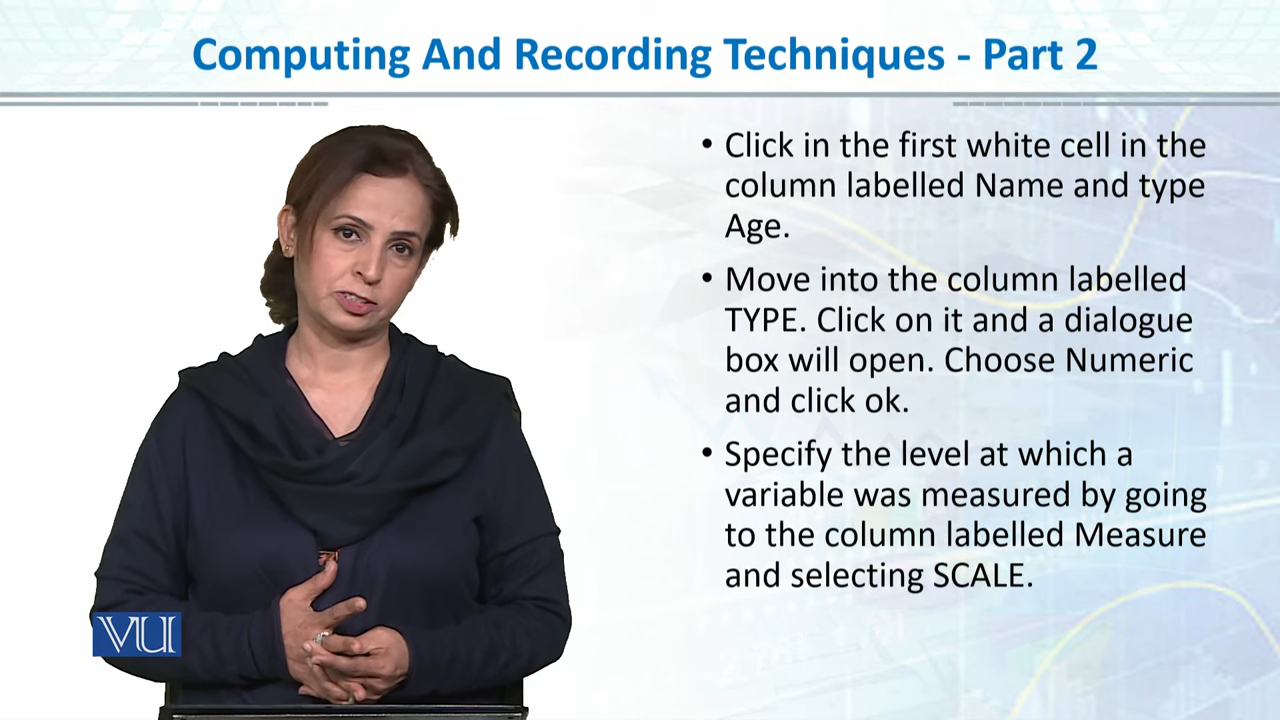 Computing And Recording Techniques - Part 2
• Click in the first white cell in the
column labelled Name and type
Age.
• Move into the column labelled
TYPE. Click on it and a dialogue
box will open. Choose Numeric
and click ok.
• Specify the level at which a
variable was measured by going
to the column labelled Measure
and selecting SCALE.
VU